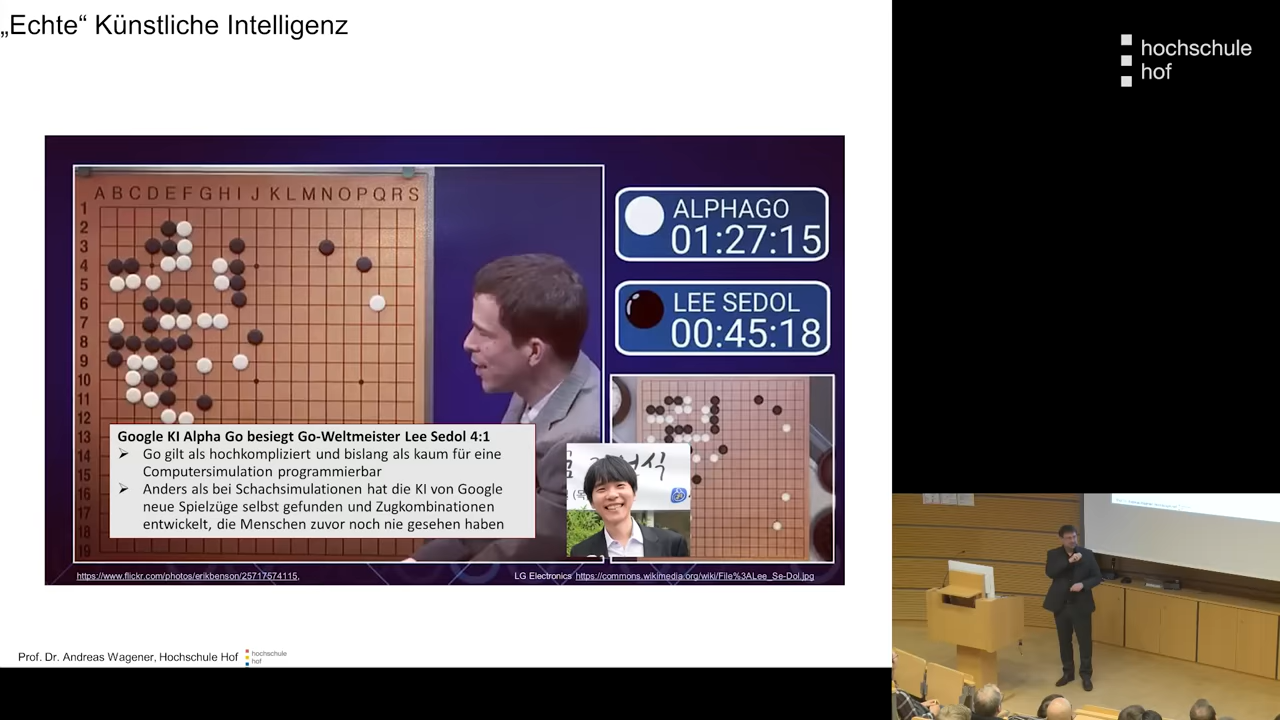 „Echte“ Künstliche Intelligenz
hochschule
hof
A B C D E F G H I J K L M N O P Q R S
1
2
3
4
5
6
7
8
9
10
11
12
13
14
15
16
17
18
19
ALPHAGO
01:27:15
LEE SEDOL
00:45:18
Google KI Alpha Go besiegt Go-Weltmeister Lee Sedol 4:1
Go gilt als hochkompliziert und bislang als kaum für eine
Computersimulation programmierbar
Anders als bei Schachsimulationen hat die KI von Google
neue Spielzüge selbst gefunden und Zugkombinationen
entwickelt, die Menschen zuvor noch nie gesehen haben
https://www.flickr.com/photos/erikbenson/25717574115,
LG Electronics https://commons.wikimedia.org/wiki/File%3ALee_Se-Dol.jpg
Prof. Dr. Andreas Wagener, Hochschule Hof
hochschule
hof